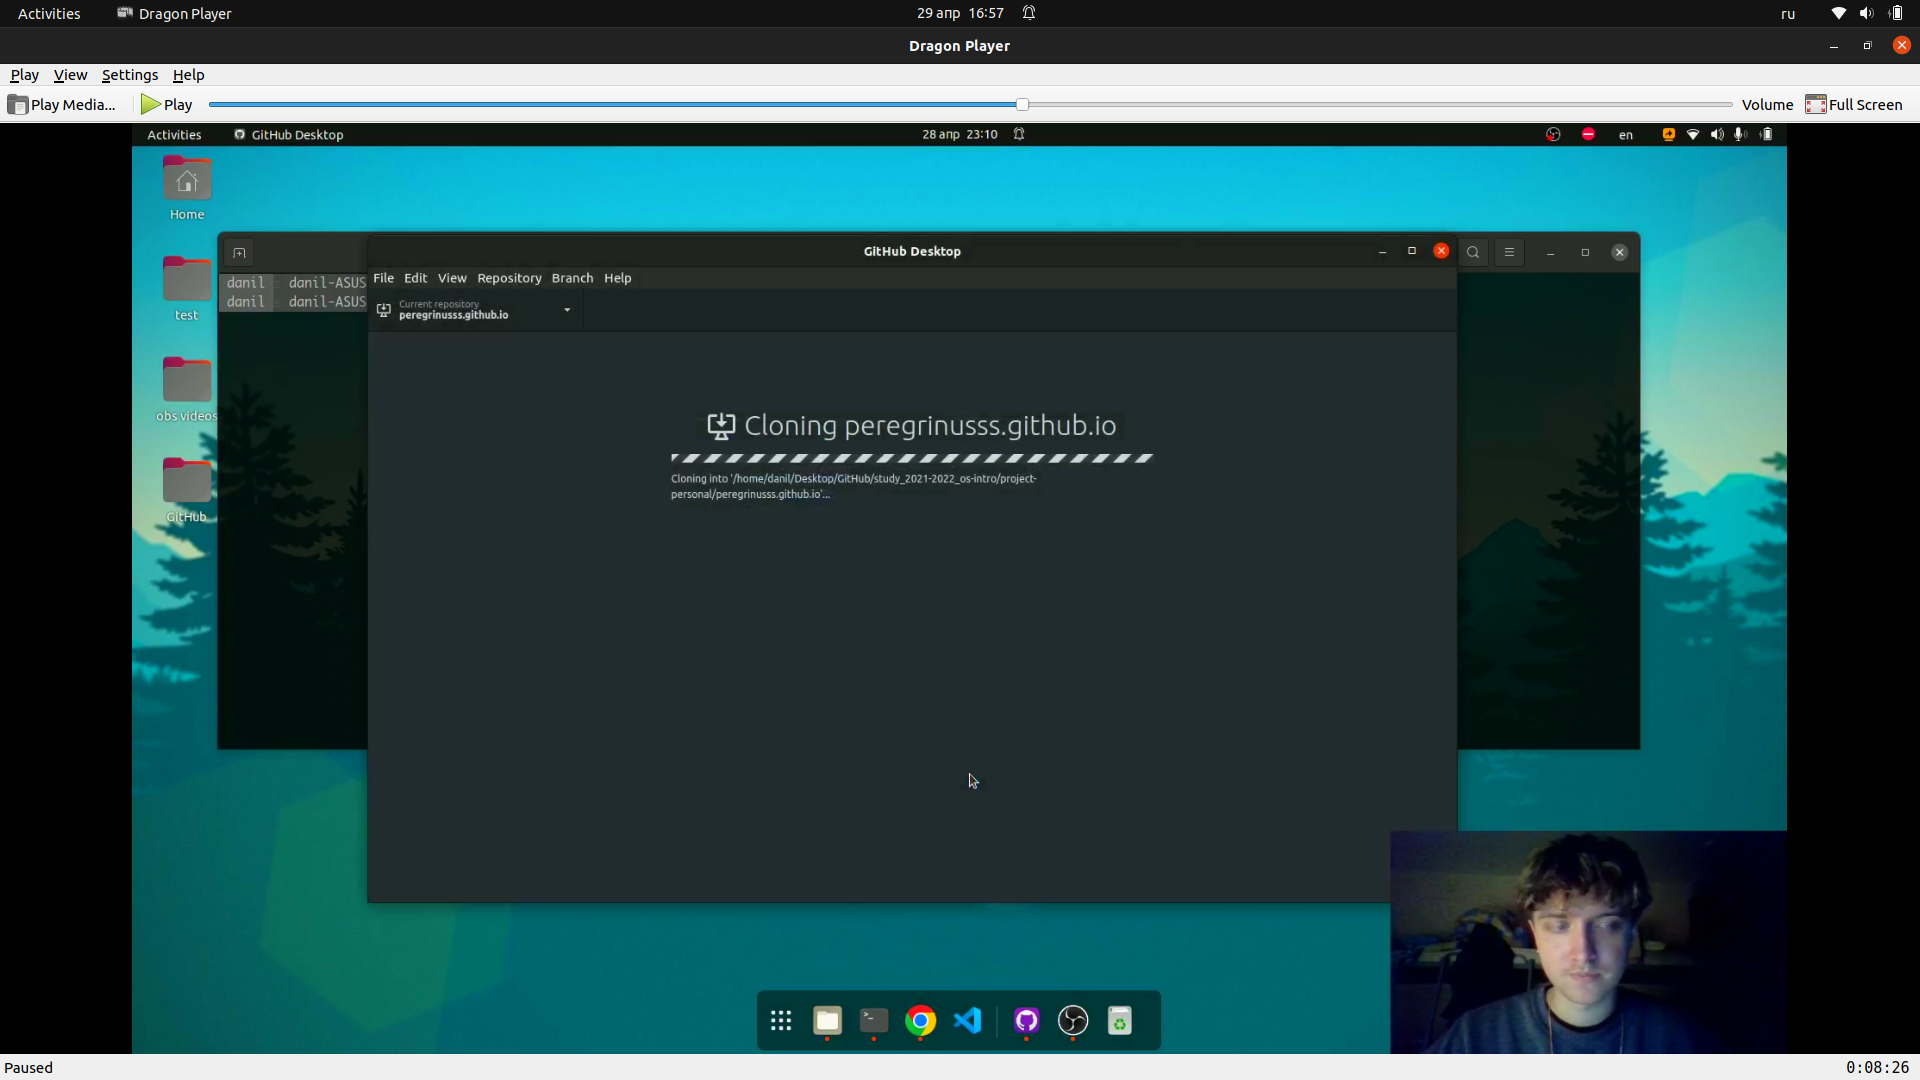 Activities
Dragon Player
29 апр 16:57
ru
Dragon Player
Play View Settings Help
Play Media...
Play
Volume
Full Screen
Activities
GitHub Desktop
28 апр 23:10
en
Home
test
obs videos
GitHub
danil danil-ASUS
danil danil-ASUS
GitHub Desktop
File Edit View Repository Branch Help
Current repository
peregrinusss.github.io
Cloning peregrinusss.github.io
Cloning into '/home/danil/Desktop/GitHub/study_2021-2022_os-intro/project-
personal/peregrinusss.github.io'...
Paused
0:08:26